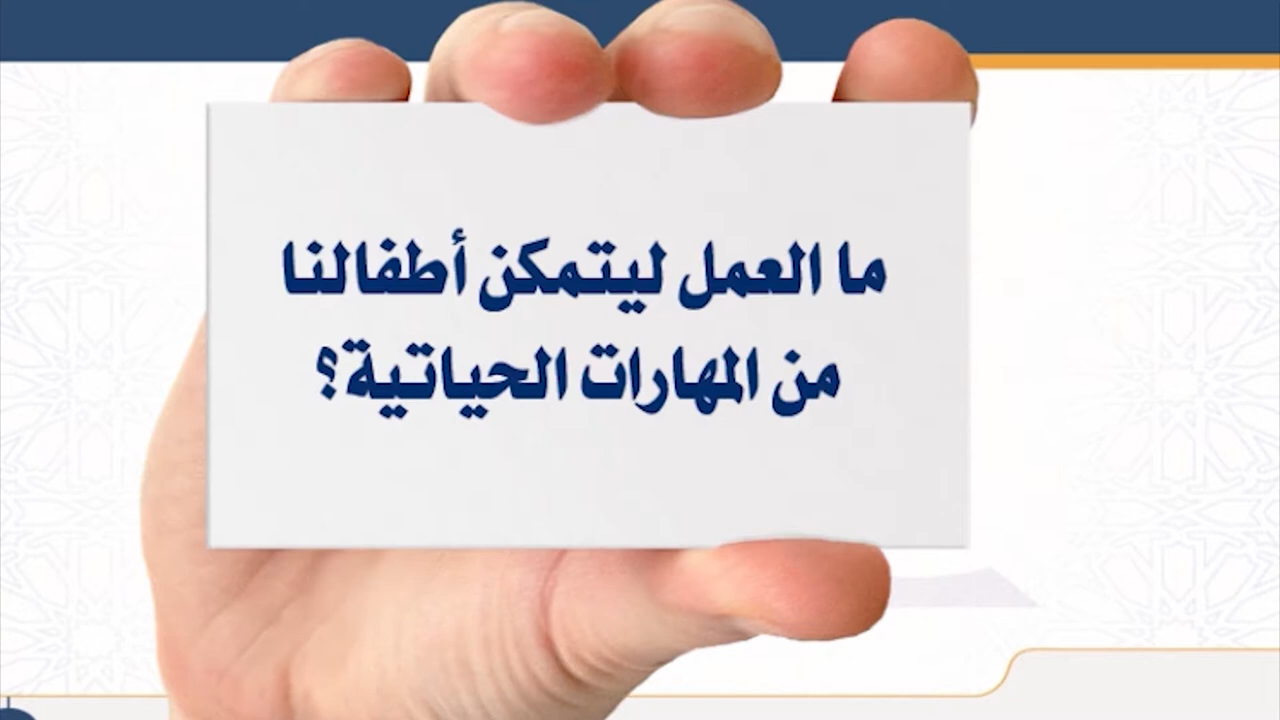 ما العمل ليتمكن أطفالنا
من المهارات الحياتية؟